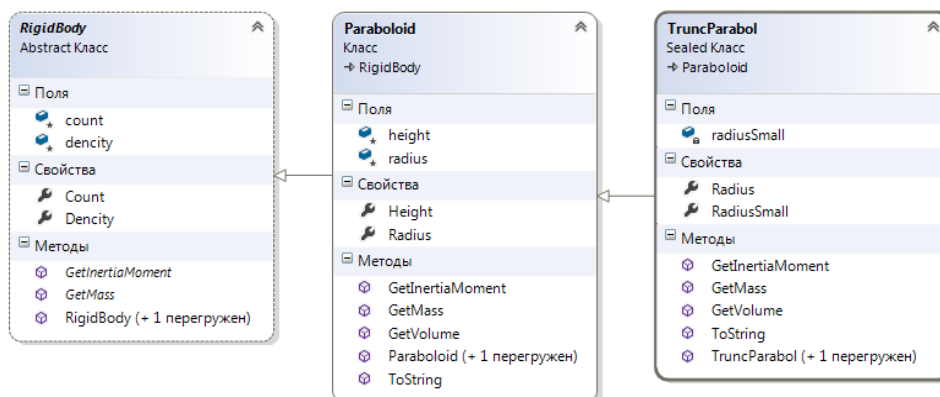 RigidBody
Abstract Класс
Поля
count
dencity
Свойства
Count
Dencity
Методы
GetInertiaMoment
GetMass
RigidBody (+ 1 перегружен)
Paraboloid
Класс
RigidBody
Поля
height
radius
Свойства
Height
Radius
Методы
GetInertiaMoment
GetMass
GetVolume
Paraboloid (+ 1 перегружен)
ToString
TruncParabol
Sealed Класс
Paraboloid
Поля
radiusSmall
Свойства
Radius
RadiusSmall
Методы
GetInertiaMoment
GetMass
GetVolume
ToString
TruncParabol (+ 1 перегружен)